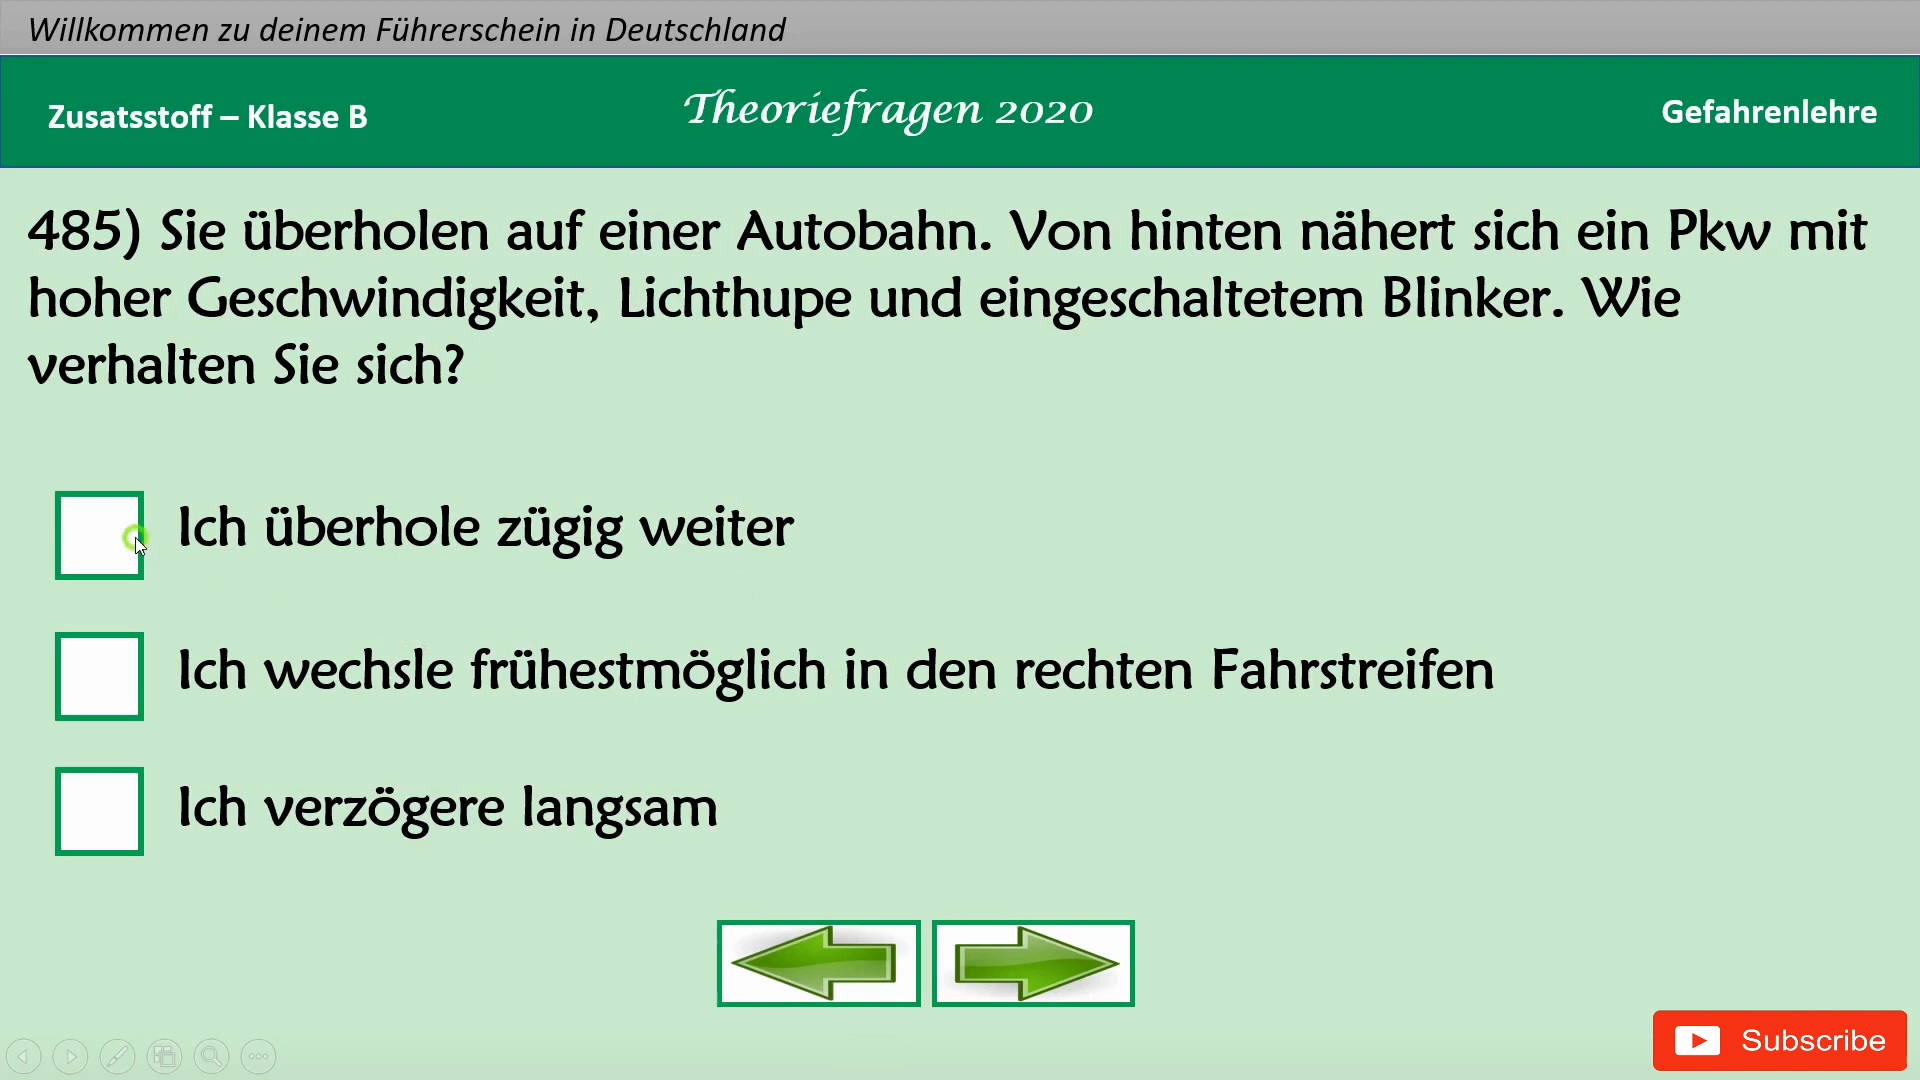 Willkommen zu deinem Führerschein in Deutschland
Zusatsstoff – Klasse B
Theoriefragen 2020
Gefahrenlehre
485) Sie überholen auf einer Autobahn. Von hinten nähert sich ein Pkw mit
hoher Geschwindigkeit, Lichthupe und eingeschaltetem Blinker. Wie
verhalten Sie sich?
Ich überhole zügig weiter
Ich wechsle frühestmöglich in den rechten Fahrstreifen
Ich verzögere langsam
Subscribe